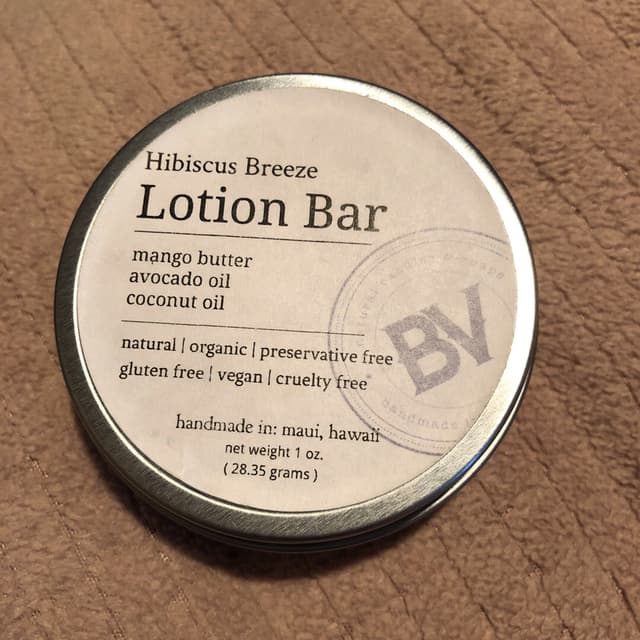 Hibiscus Breeze
Lotion Bar
mango butter
avocado oil
coconut oil
natural | organic | preservative free
gluten free | vegan | cruelty free
handmade in: maui, hawaii
net weight 1 oz.
( 28.35 grams )
BV
handmade